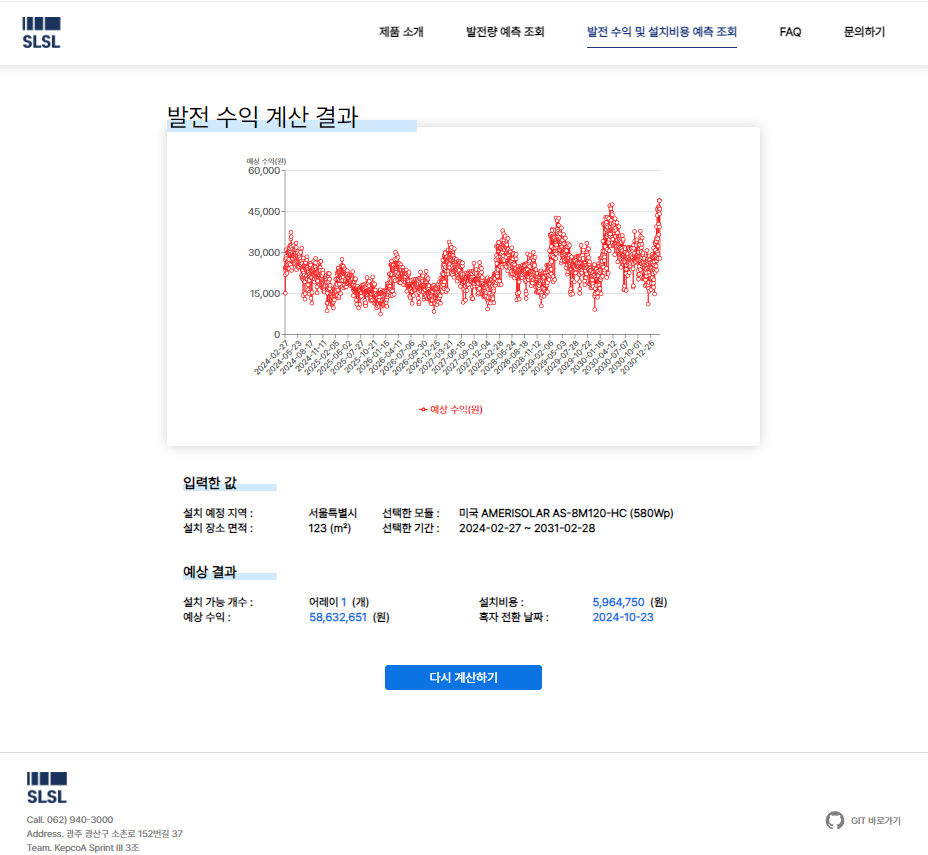 SLSL
제품 소개 발전량 예측 조회 발전 수익 및 설치비용 예측 조회 FAQ 문의하기
발전 수익 계산 결과
예상 수익(원)
60,000
45,000
30,000
15,000
0
2024-02-27 2024-05-23 2024-08-17 2024-11-11 2025-02-05 2025-05-02 2025-07-27 2025-10-21 2026-01-15 2026-04-11 2026-07-06 2026-09-30 2026-12-25 2027-03-21 2027-06-15 2027-09-09 2027-12-04 2028-02-28 2028-05-24 2028-08-18 2028-11-12 2029-02-06 2029-05-03 2029-07-28 2029-10-22 2030-01-16 2030-04-12 2030-07-07 2030-10-01 2030-12-26
예상 수익(원)
입력한 값
설치 예정 지역 : 서울특별시 선택한 모듈 : 미국 AMERISOLAR AS-8M120-HC (580Wp)
설치 장소 면적 : 123 (m²) 선택한 기간 : 2024-02-27 ~ 2031-02-28
예상 결과
설치 가능 개수 : 어레이 1 (개) 설치비용 : 5,964,750 (원)
예상 수익 : 58,632,651 (원) 흑자 전환 날짜 : 2024-10-23
다시 계산하기
SLSL
Call. 062) 940-3000
Address. 광주 광산구 소촌로 152번길 37
Team. KepcoA Sprint III 3조
GIT 바로가기